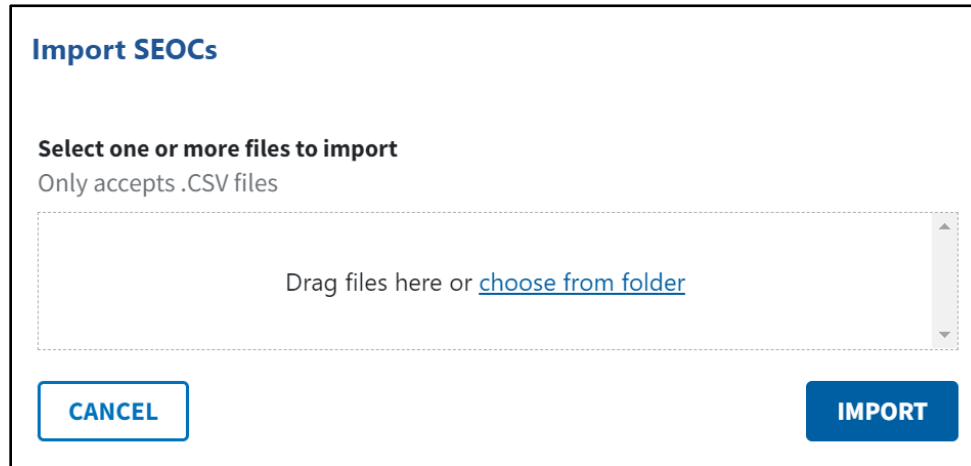 Import SEOCs
Select one or more files to import
Only accepts .CSV files
Drag files here or choose from folder
CANCEL
IMPORT